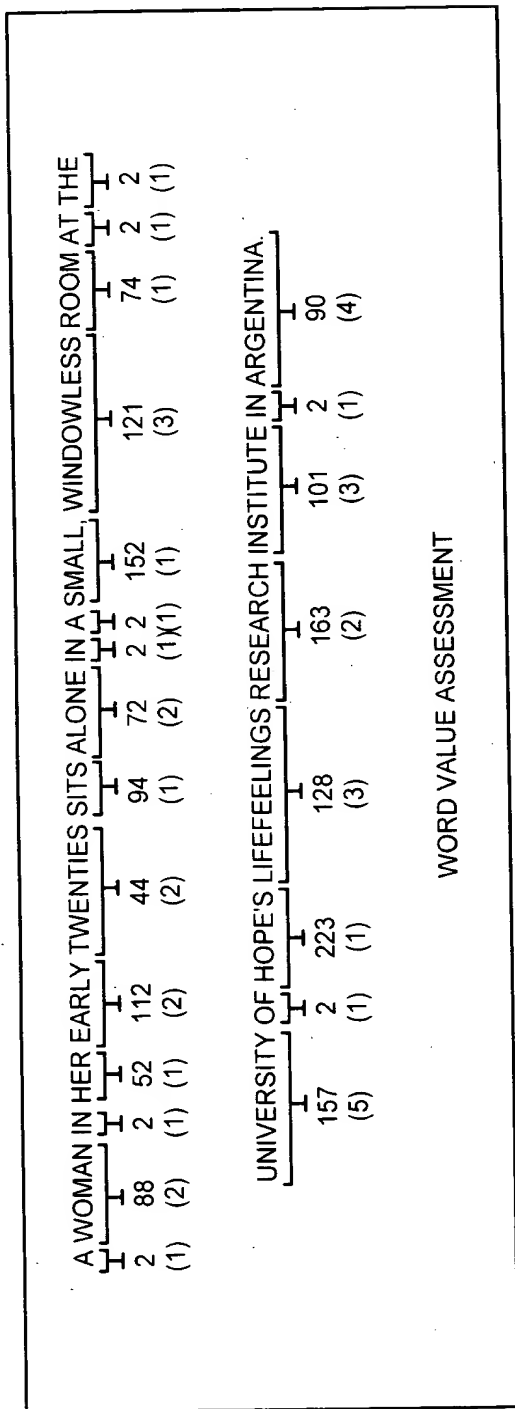 A WOMAN IN HER EARLY TWENTIES SITS ALONE IN A SMALL, WINDOWLESS ROOM AT THE
2 88 2 52 112 44 94 72 2 2 152 121 74 2 2
(1) (2) (1) (1) (2) (2) (1) (2) (1)(1) (1) (3) (1) (1) (1)
UNIVERSITY OF HOPE'S LIFEFEELINGS RESEARCH INSTITUTE IN ARGENTINA.
157 2 223 128 163 101 2 90
(5) (1) (1) (3) (2) (3) (1) (4)
WORD VALUE ASSESSMENT